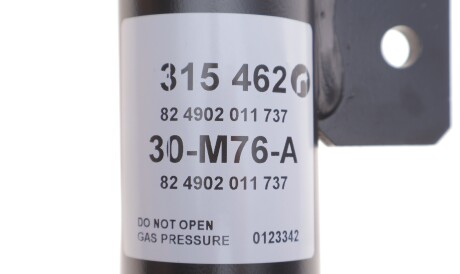 315 462
82 4902 011 737
30-M76-A
82 4902 011 737
DO NOT OPEN
GAS PRESSURE 0123342